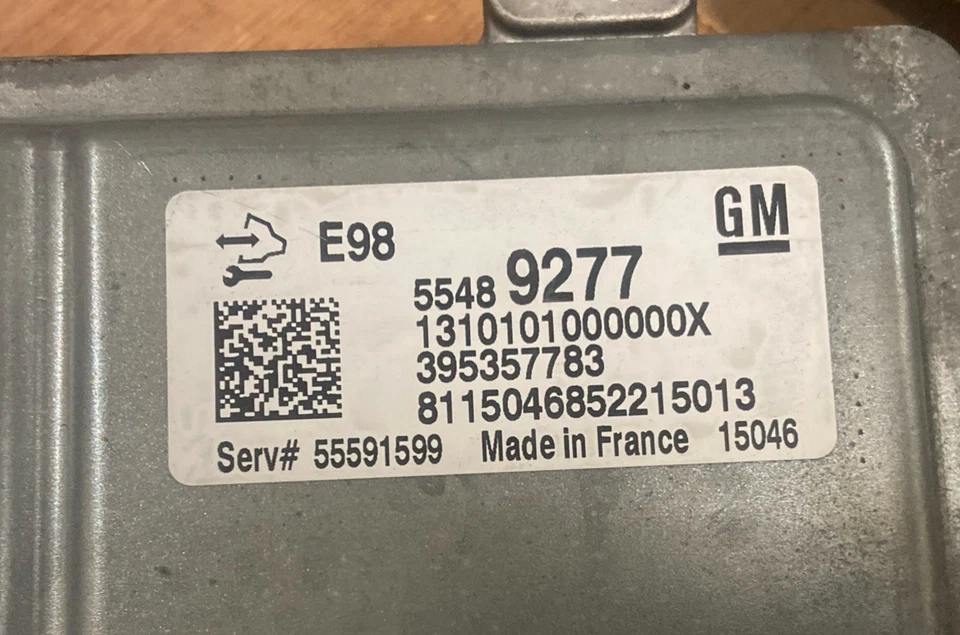 GM
E98
5548 9277
1310101000000X
395357783
8115046852215013
Serv# 55591599 Made in France 15046